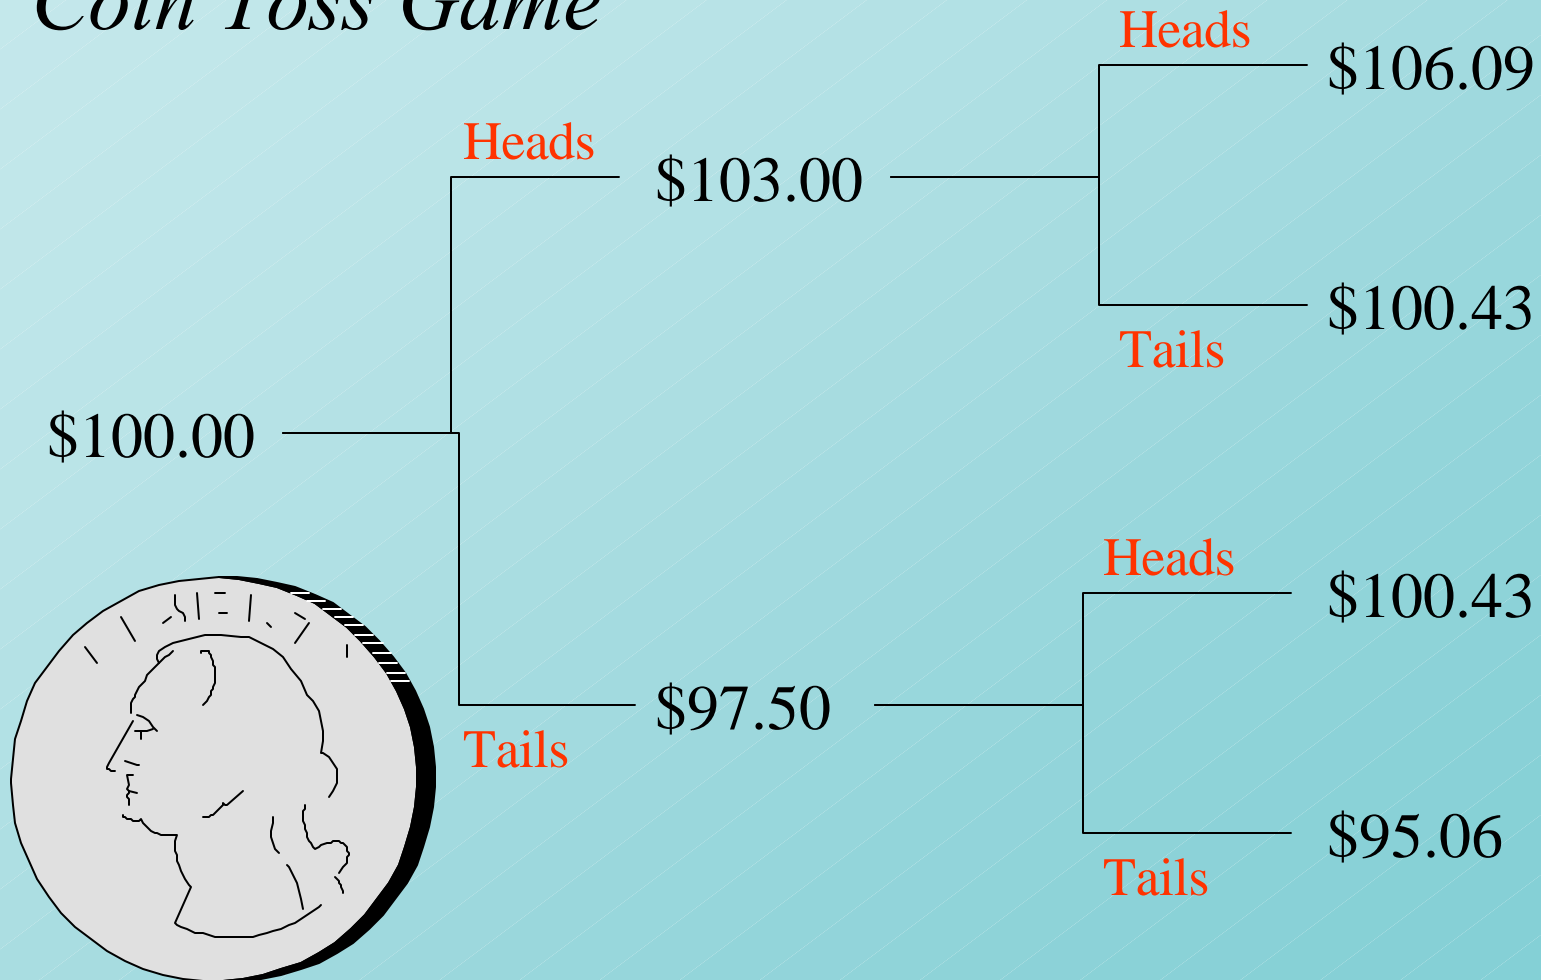 Coin Toss Game
Heads
$106.09
Heads
$103.00
$100.43
Tails
$100.00
Heads
$100.43
$97.50
Tails
$95.06
Tails